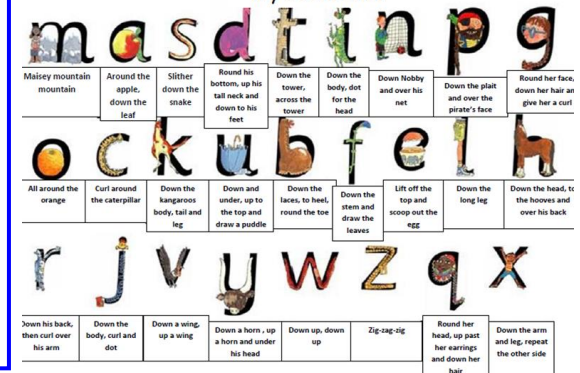 m a s d t i n p g
Maisey mountain
mountain
Around the
apple,
down the
leaf
Slither
down the
snake
Round his
bottom, up his
tall neck and
down to his
feet
Down the
tower,
across the
tower
Down the
body, dot
for the
head
Down Nobby
and over his
net
Down the plait
and over the
pirate's face
Round her face,
down her hair an
give her a curl
o c k u b f e l h
All around the
orange
Curl around
the caterpillar
Down the
kangaroos
body, tail and
leg
Down and
under, up to
the top and
draw a puddle
Down the
laces, to heel,
round the toe
Down the
stem and
draw the
leaves
Lift off the
top and
scoop out the
egg
Down the
long leg
Down the head, to
the hooves and
over his back
r j v y w z q x
Down his back,
then curl over
his arm
Down the
body, curl and
dot
Down a wing,
up a wing
Down a horn , up
a horn and under
his head
Down up, down
up
Zig-zag-zig
Round her
head, up past
her earrings
and down her
hair
Down the arm
and leg, repeat
the other side